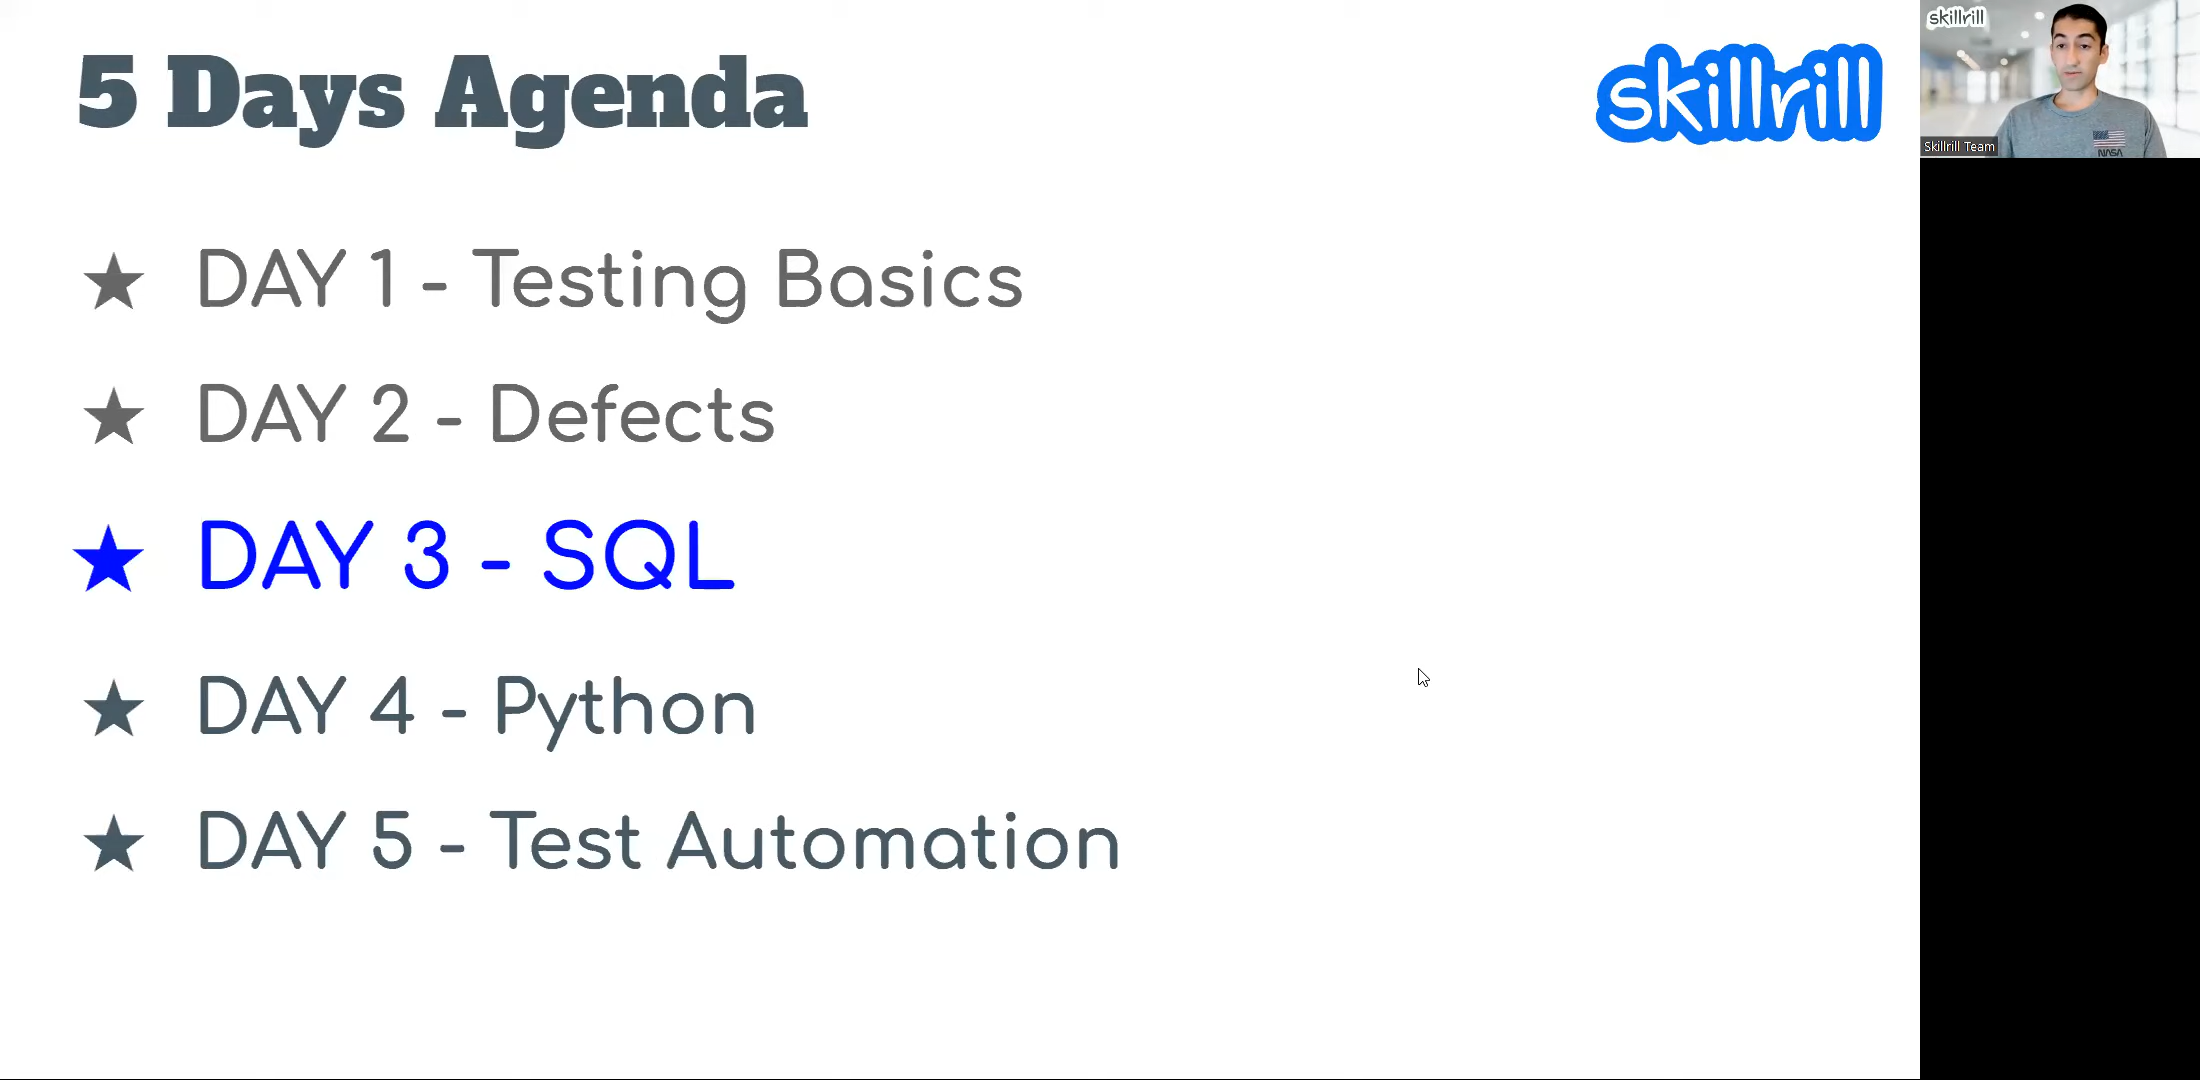 5 Days Agenda
skillrill
★ DAY 1 - Testing Basics
★ DAY 2 - Defects
★ DAY 3 - SQL
★ DAY 4 - Python
★ DAY 5 - Test Automation
skillrill
NASA
Skillrill Team